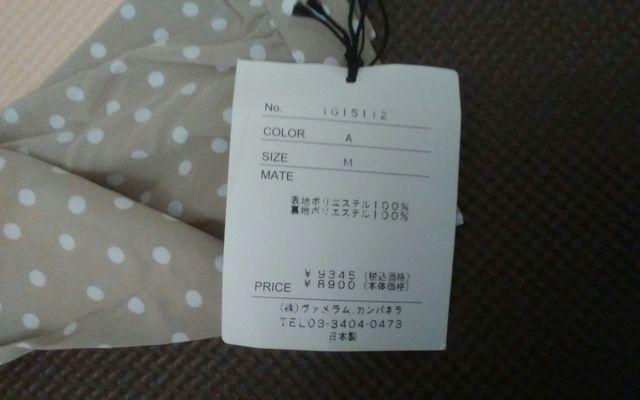 No. 1G15112
COLOR A
SIZE M
MATE
表地ポリエステル100%
裏地ポリエステル100%
¥9345(税込価格)
PRICE ¥8900(本体価格)
(株)ヴァメラム.カンパネラ
TEL03-3404-0473
日本製